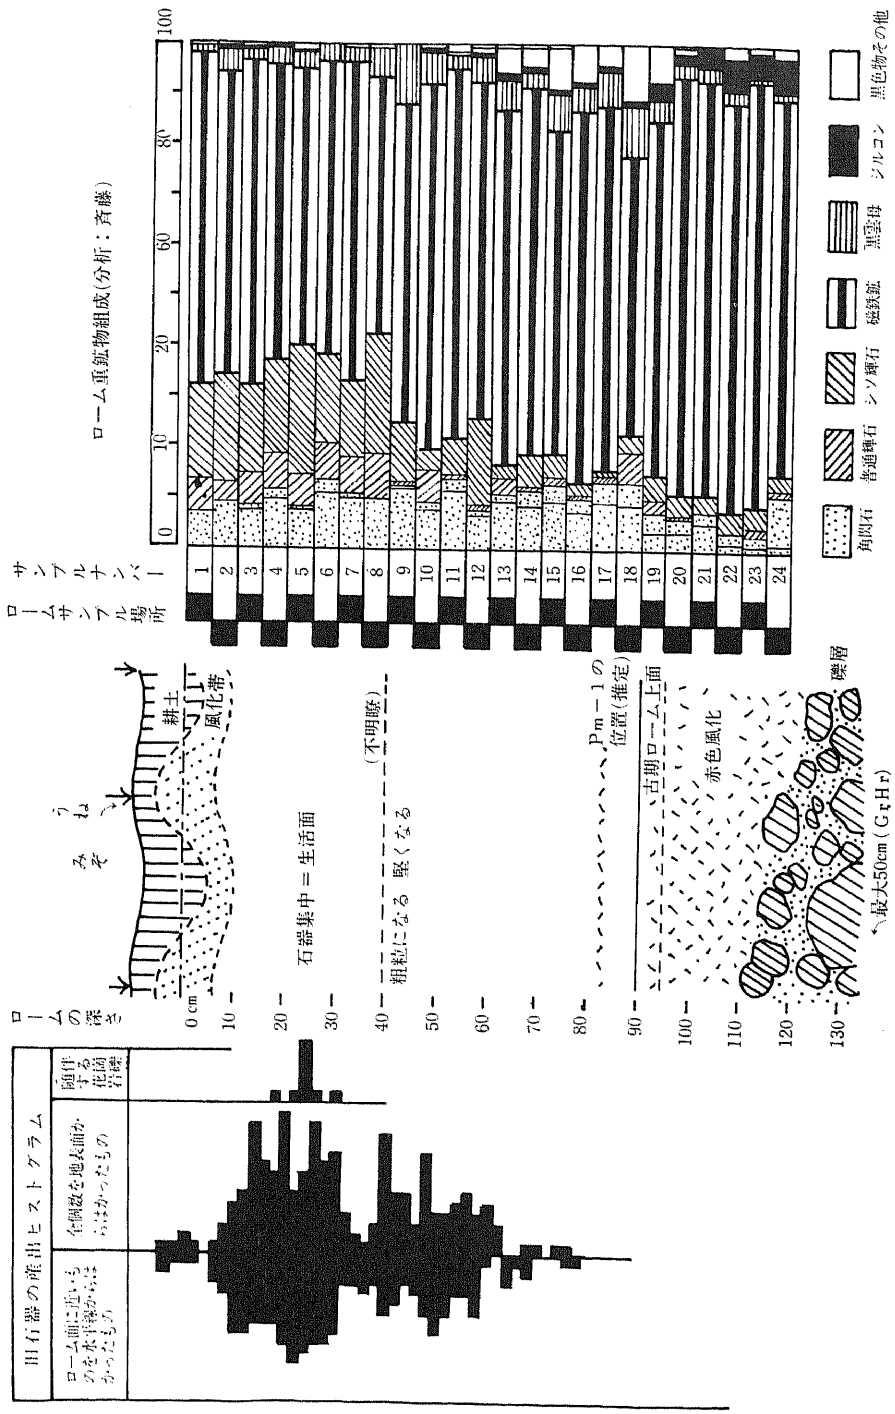 旧石器の産出ヒストグラム
ローム面に近いも
のを水平線からは
かったもの
全個数を地表面か
らはかったもの
随伴
する
花崗
岩礫
ロームの深さ
0 cm
10
20
30
40
50
60
70
80
90
100
110
120
130
みぞ
うね
耕土
風化帯
石器集中=生活面
(不明瞭)
粗粒になる 堅くなる
Pm-1の
位置(推定)
古期ローム上面
赤色風化
礫層
最大50cm (Gr,Hr)
ローム
サンプル場所
サンプルナンバー
1
2
3
4
5
6
7
8
9
10
11
12
13
14
15
16
17
18
19
20
21
22
23
24
ローム重鉱物組成(分析:斉藤)
0
10
20
60
80
100
角閃石
普通輝石
シソ輝石
磁鉄鉱
黒雲母
ジルコン
黒色物その他